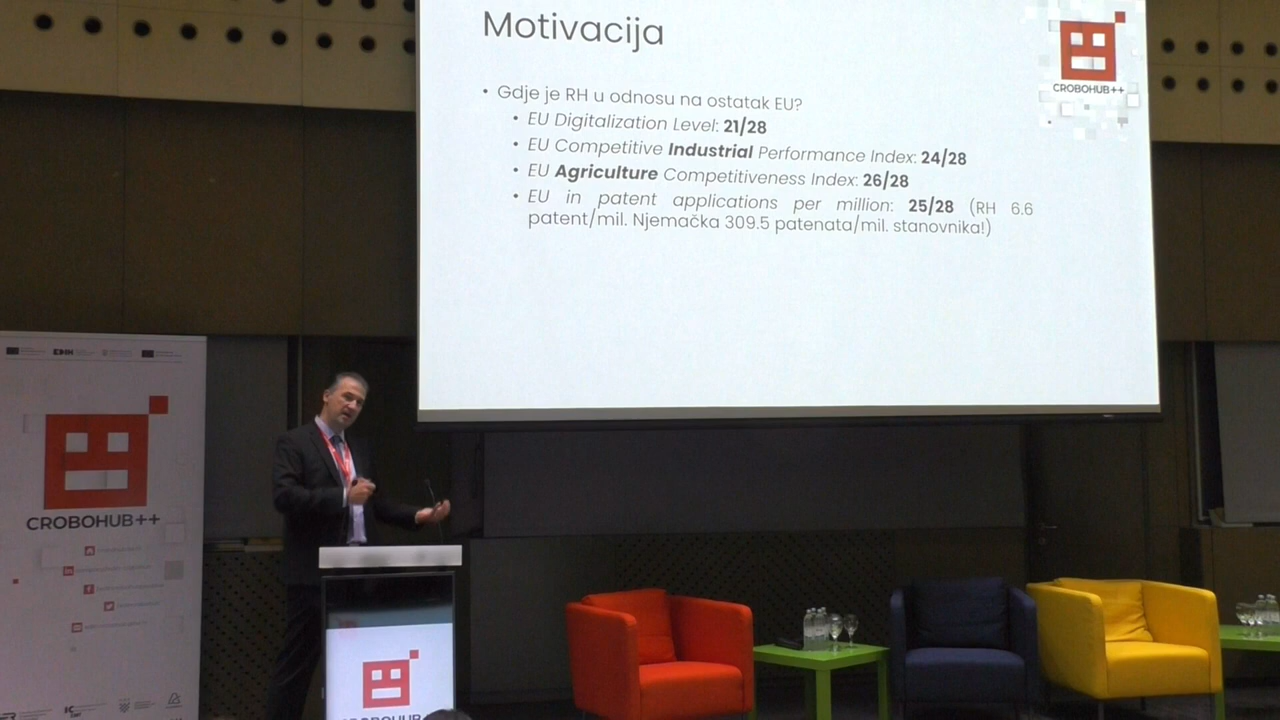 Motivacija
CROBOHUB++
• Gdje je RH u odnosu na ostatak EU?
• EU Digitalization Level: 21/28
• EU Competitive Industrial Performance Index: 24/28
• EU Agriculture Competitiveness Index: 26/28
• EU in patent applications per million: 25/28 (RH 6.6
patent/mil. Njemačka 309.5 patenata/mil. stanovnika!)
EDIH
CROBOHUB++
CROBOHUB++